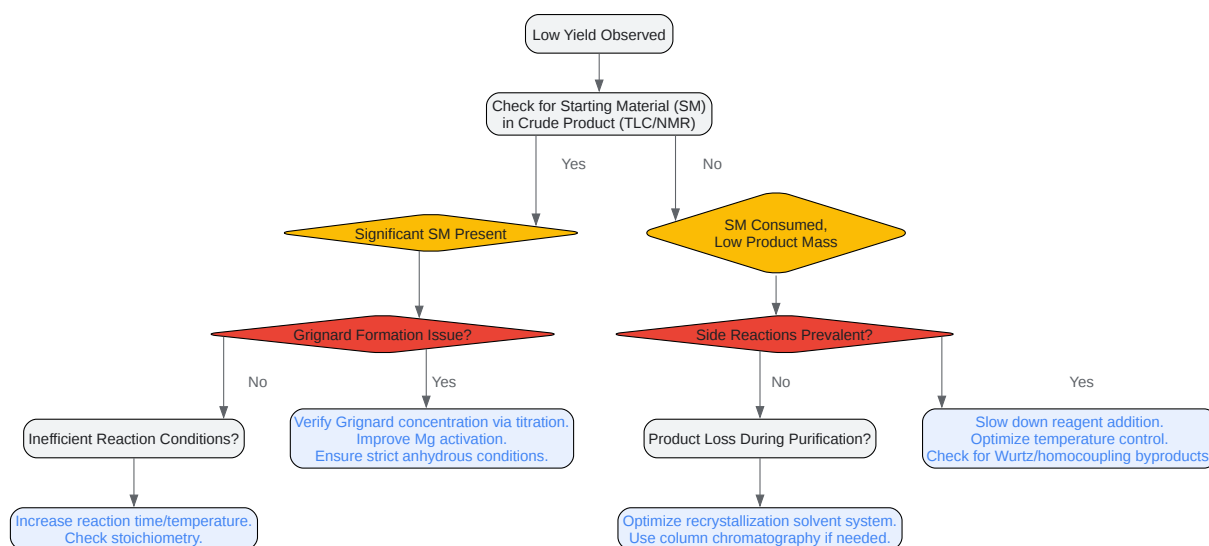 Low Yield Observed
Check for Starting Material (SM)
in Crude Product (TLC/NMR)
Yes
No
Significant SM Present
SM Consumed,
Low Product Mass
Grignard Formation Issue?
Side Reactions Prevalent?
No
Yes
No
Yes
Inefficient Reaction Conditions?
Verify Grignard concentration via titration.
Improve Mg activation.
Ensure strict anhydrous conditions.
Product Loss During Purification?
Slow down reagent addition.
Optimize temperature control.
Check for Wurtz/homocoupling byproducts
Increase reaction time/temperature.
Check stoichiometry.
Optimize recrystallization solvent system.
Use column chromatography if needed.